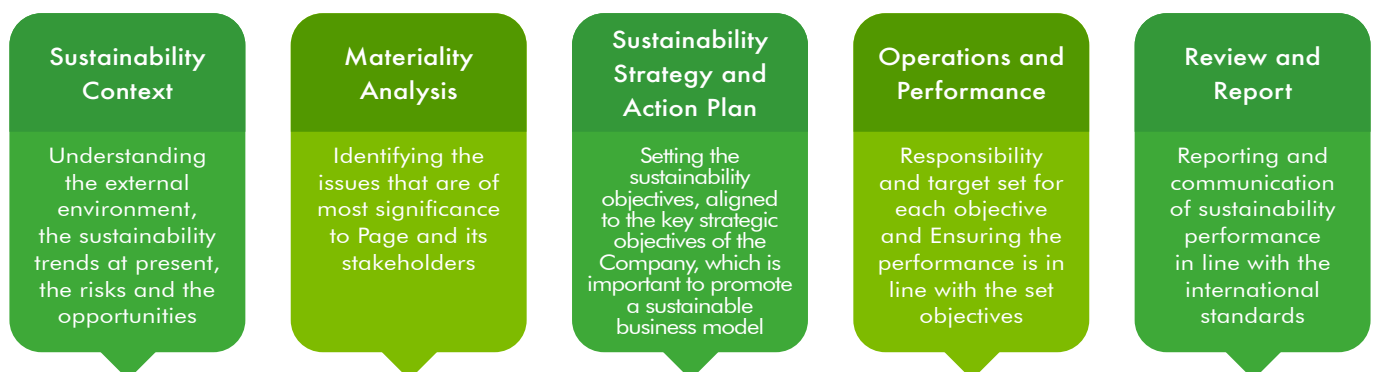 Sustainability
Context
Understanding
the external
environment,
the sustainability
trends at present,
the risks and the
opportunities
Materiality
Analysis
Identifying the
issues that are of
most significance
to Page and its
stakeholders
Sustainability
Strategy and
Action Plan
Setting the
sustainability
objectives, aligned
to the key strategic
objectives of the
Company, which is
important to promote
a sustainable
business model
Operations and
Performance
Responsibility
and target set for
each objective
and Ensuring the
performance is in
line with the set
objectives
Review and
Report
Reporting and
communication
of sustainability
performance
in line with the
international
standards